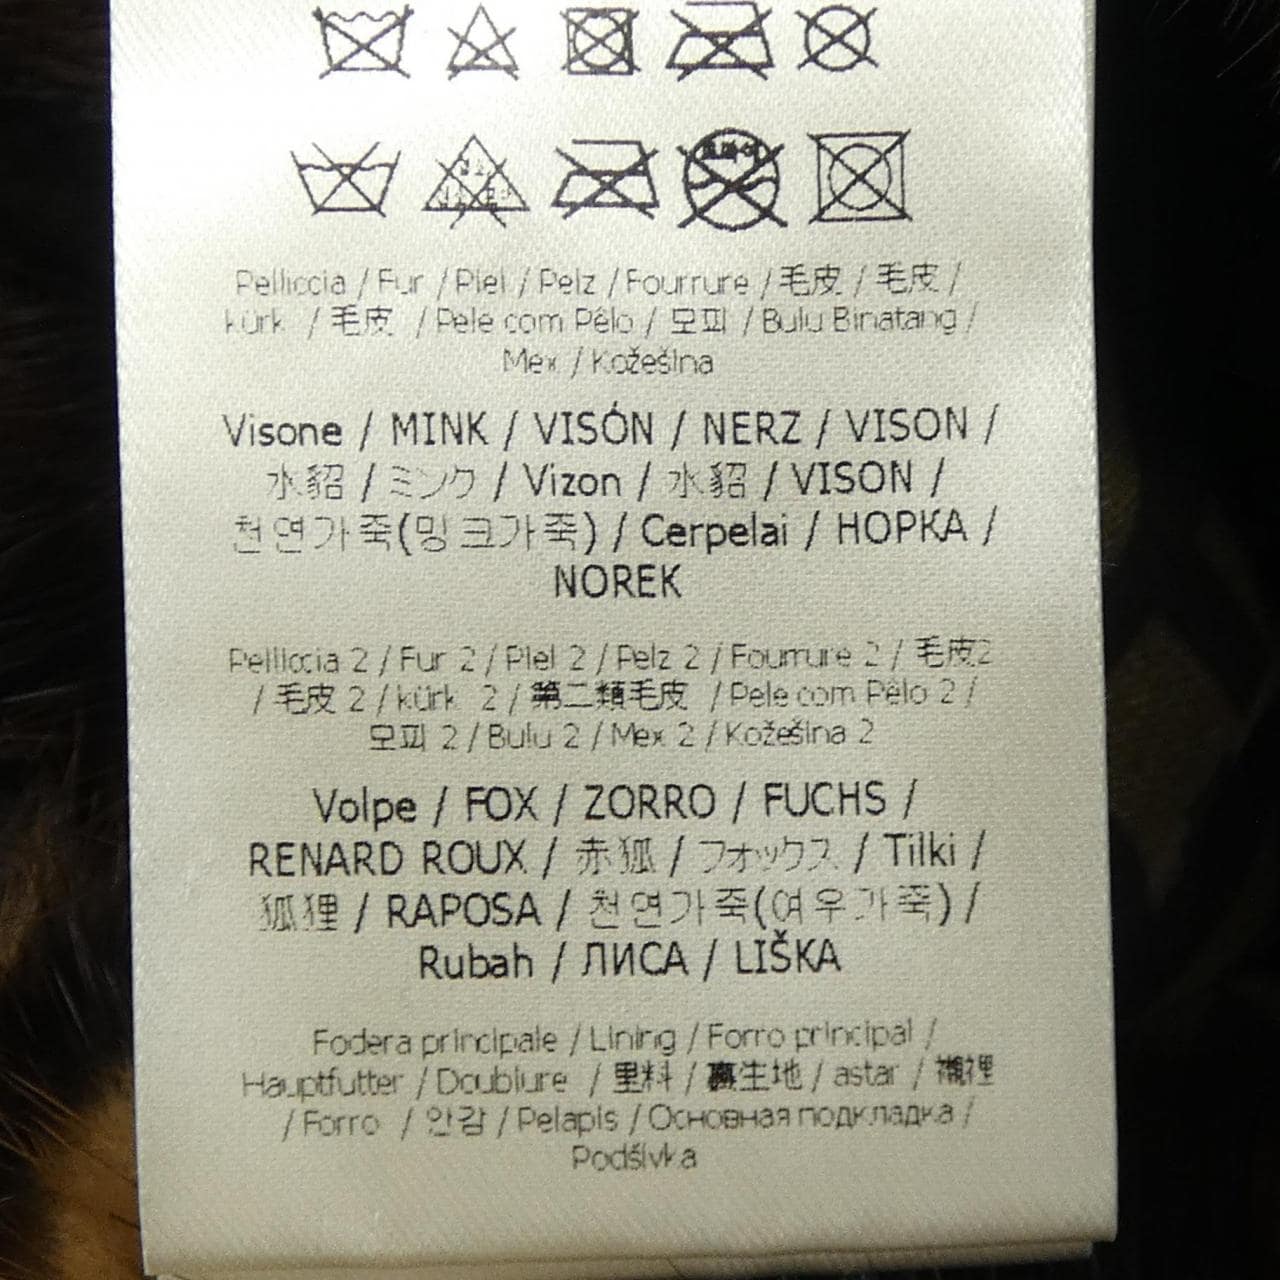 Pelliccia / Fur / Piel / Pelz / Fourrure / 毛皮 / 毛皮 /
kürk / 毛皮 / Pele com Pêlo / 모피 / Bulu Binatang /
Mex / Kožešina
Visone / MINK / VISÓN / NERZ / VISON /
水貂 / ミンク / Vizon / 水貂 / VISON /
천연가죽(밍크가죽) / Cerpelai / НОРКА /
NOREK
Pelliccia 2 / Fur 2 / Piel 2 / Pelz 2 / Fourrure 2 / 毛皮2
/ 毛皮 2 / kürk 2 / 第二類毛皮 / Pele com Pêlo 2 /
모피 2 / Bulu 2 / Mex 2 / Kožešina 2
Volpe / FOX / ZORRO / FUCHS /
RENARD ROUX / 赤狐 / フォックス / Tilki /
狐狸 / RAPOSA / 천연가죽(여우가죽) /
Rubah / ЛИСА / LIŠKA
Fodera principale / Lining / Forro principal /
Hauptfutter / Doublure / 里料 / 裏生地 / astar / 襯裡
/ Forro / 안감 / Pelapis / Основная подкладка /
Podšívka